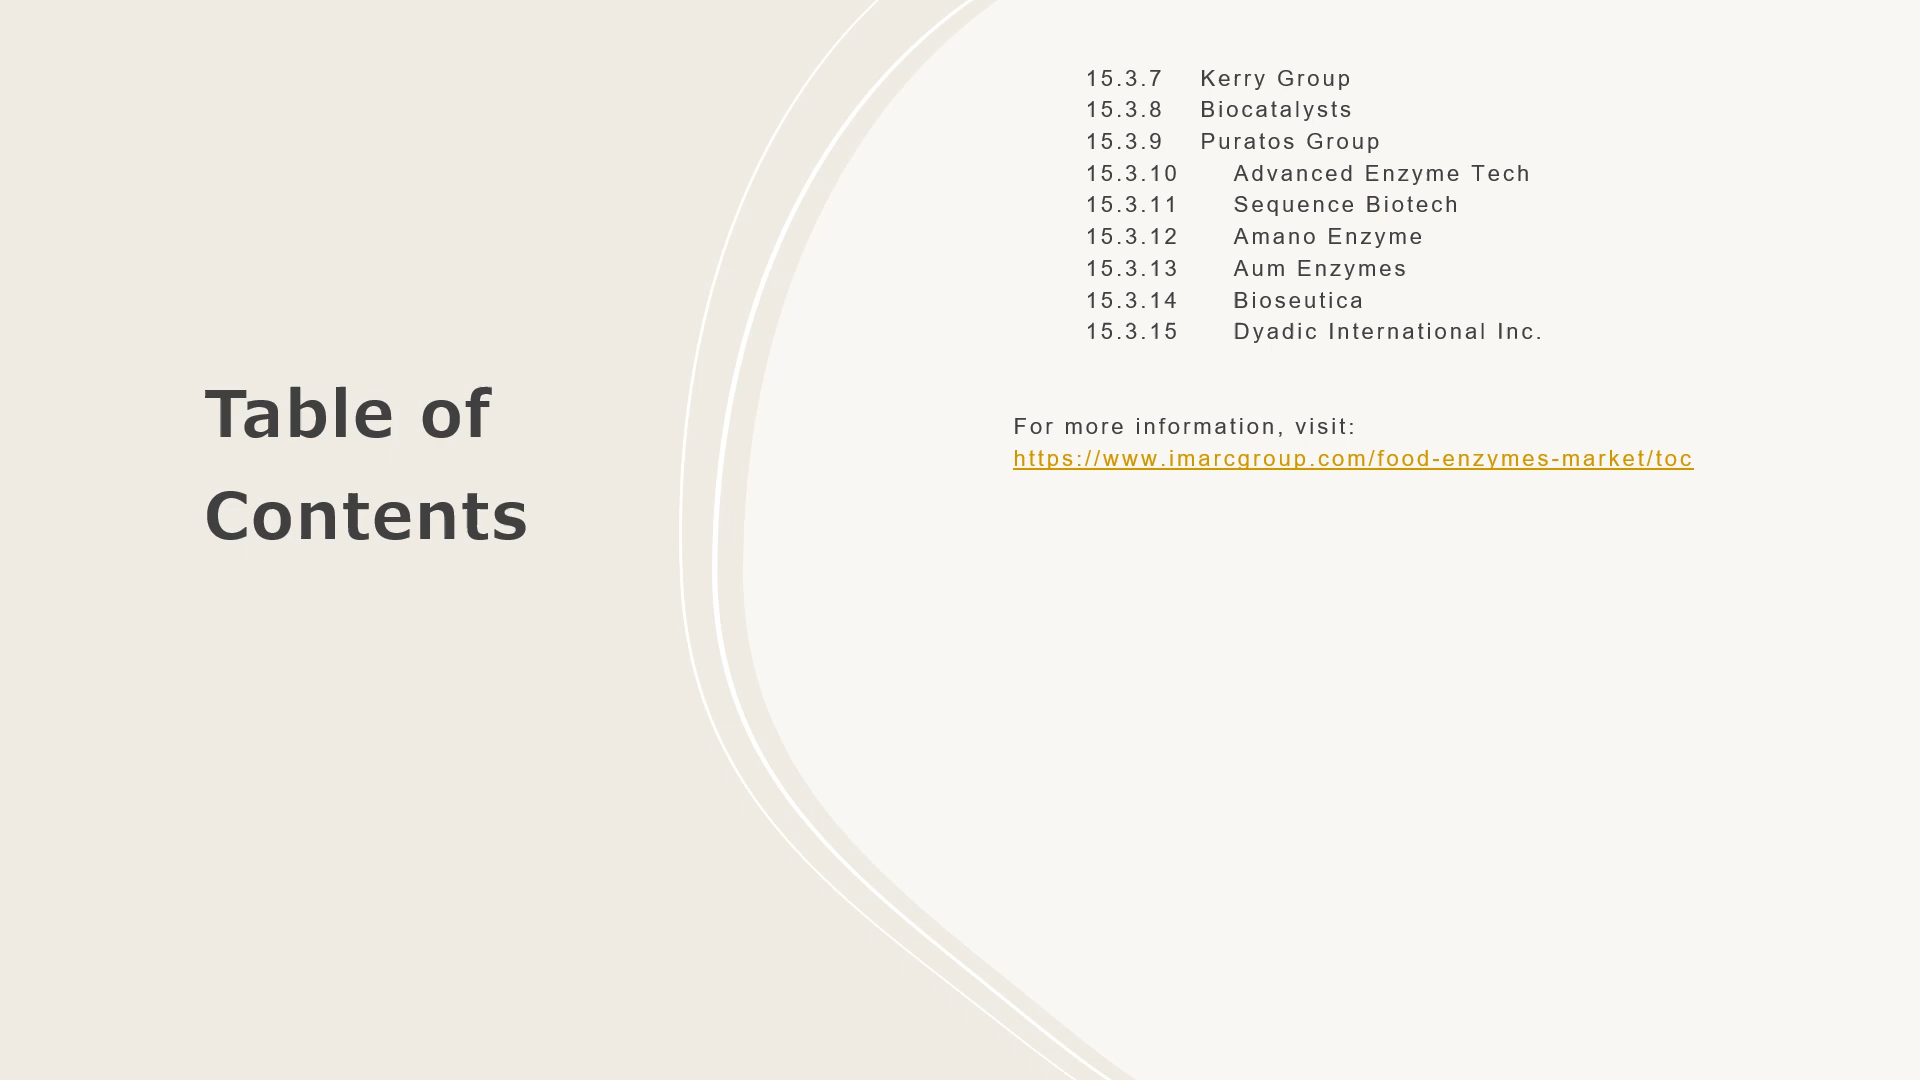 Table of
Contents
15.3.7 Kerry Group
15.3.8 Biocatalysts
15.3.9 Puratos Group
15.3.10 Advanced Enzyme Tech
15.3.11 Sequence Biotech
15.3.12 Amano Enzyme
15.3.13 Aum Enzymes
15.3.14 Bioseutica
15.3.15 Dyadic International Inc.
For more information, visit:
https://www.imarcgroup.com/food-enzymes-market/toc